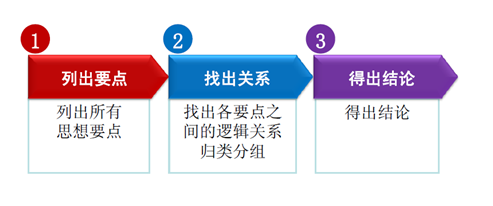 1
列出要点
列出所有
思想要点
2
找出关系
找出各要点之
间的逻辑关系
归类分组
3
得出结论
得出结论